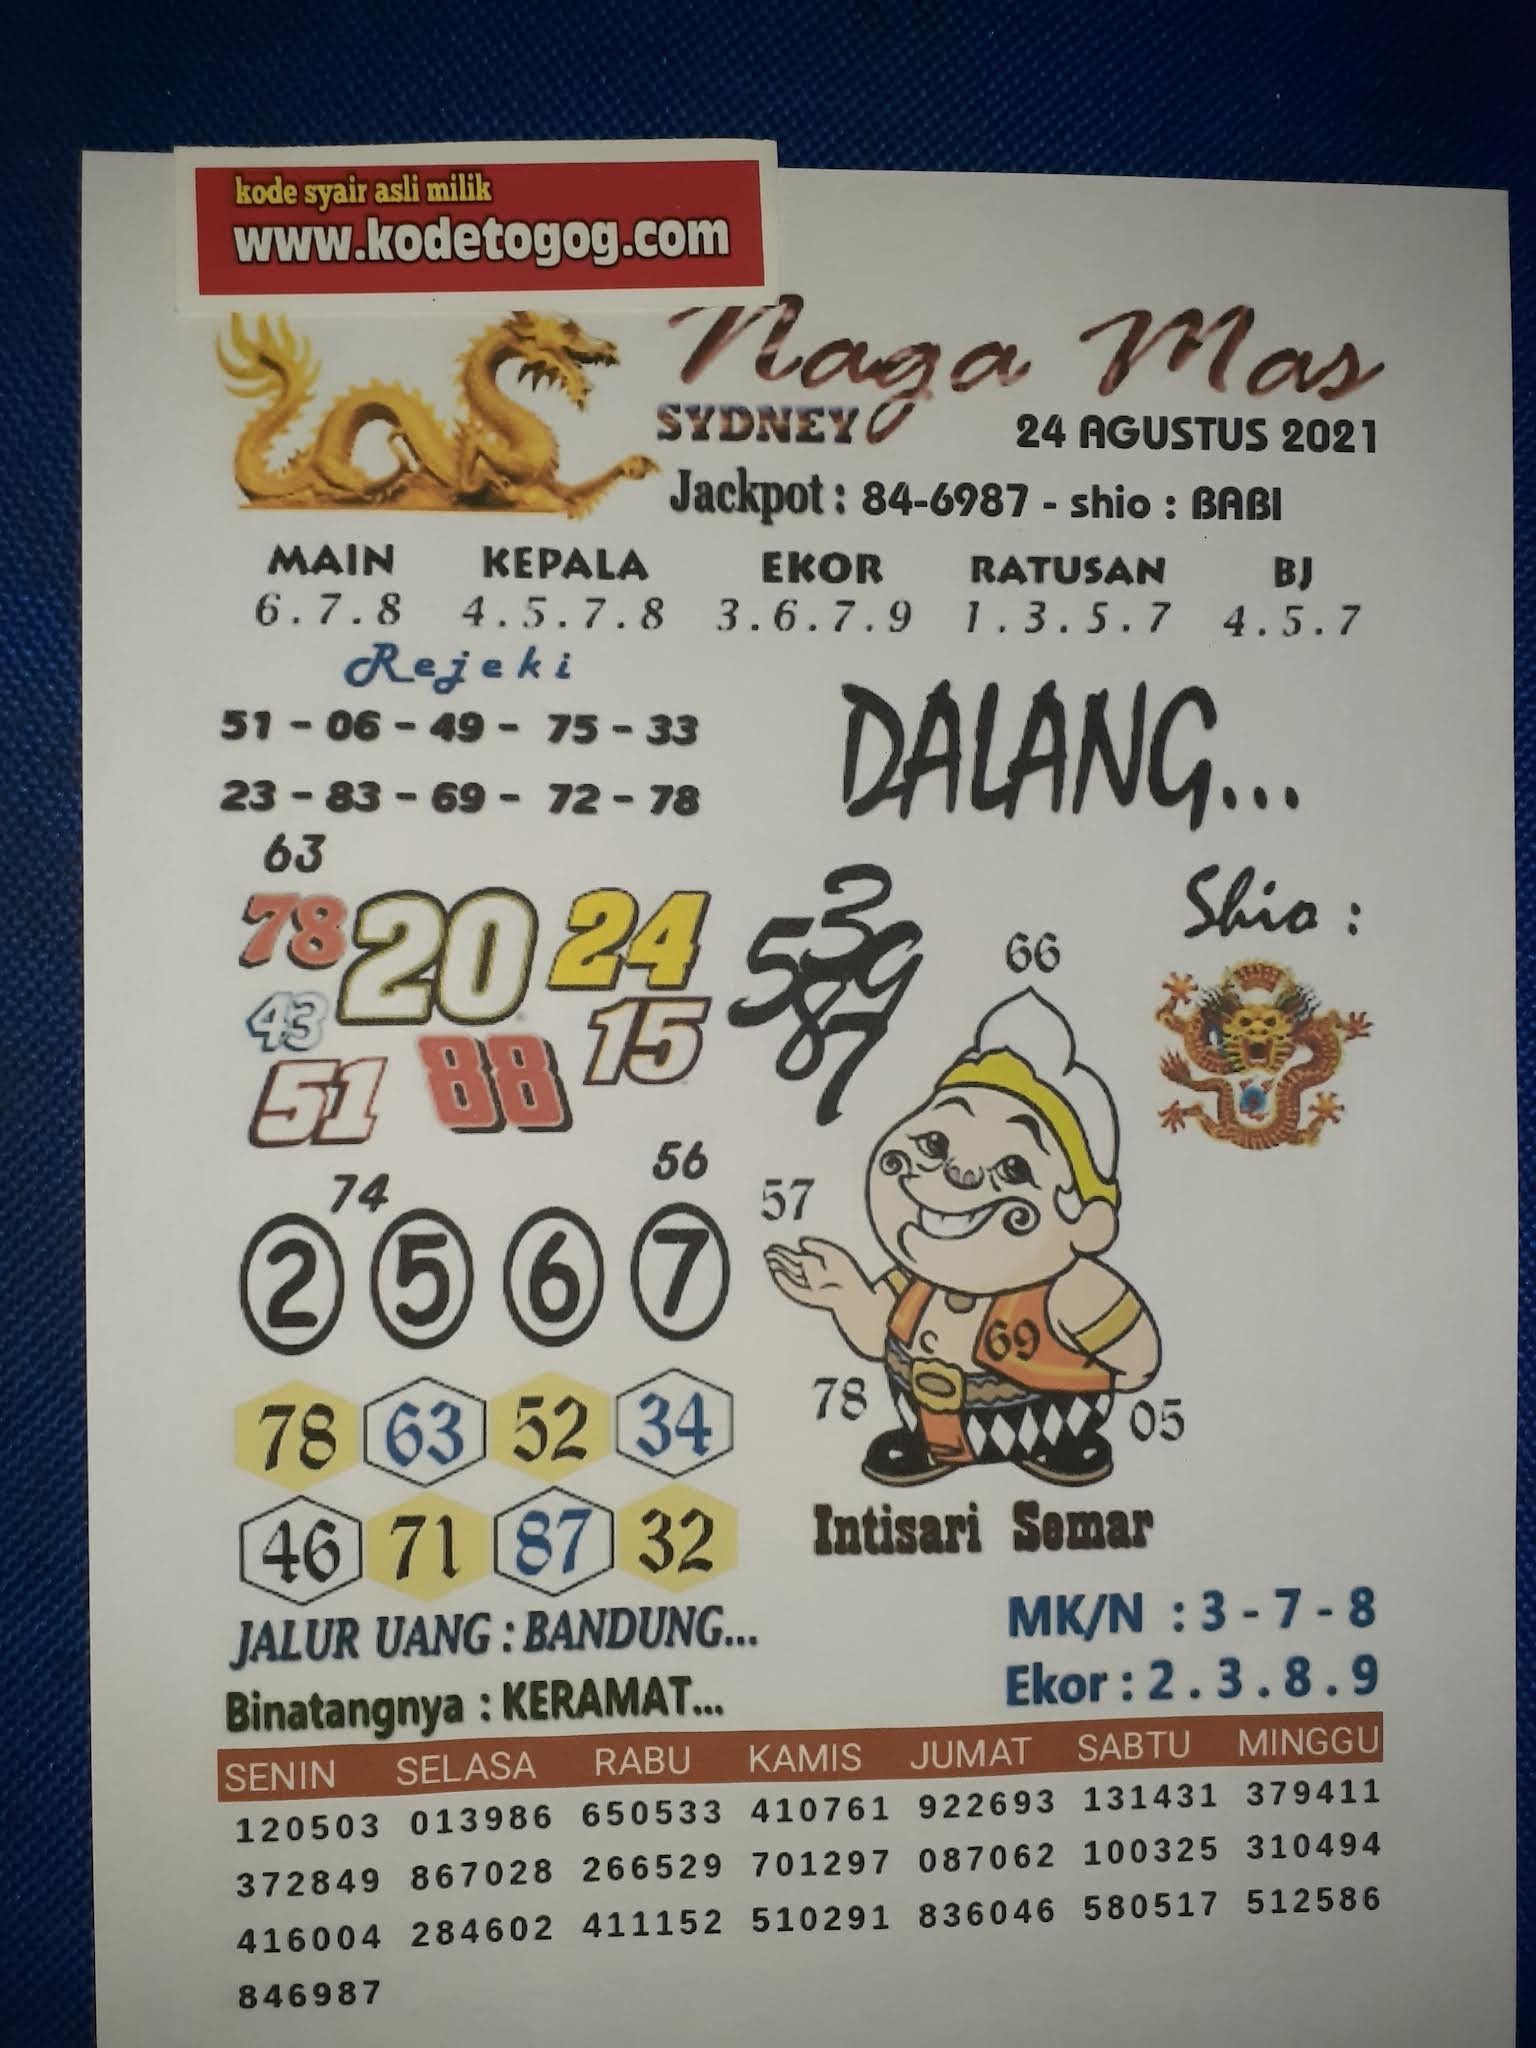 kode syair asli milik
www.kodetogog.com
Naga Mas
SYDNEY 24 AGUSTUS 2021
Jackpot : 84-6987 - shio : BABI
MAIN KEPALA EKOR RATUSAN BJ
6.7.8 4.5.7.8 3.6.7.9 1.3.5.7 4.5.7
Rejeki
51 - 06 - 49 - 75 - 33
23 - 83 - 69 - 72 - 78
DALANG...
63
78 20 24
43 15
51 88
74 56
2 5 6 7
78 63 52 34
46 71 87 32
5 3 9
8 7
Shio :
66
57
69
78 05
Intisari Semar
JALUR UANG : BANDUNG...
Binatangnya : KERAMAT...
MK/N : 3 - 7 - 8
Ekor : 2 . 3 . 8 . 9
SENIN SELASA RABU KAMIS JUMAT SABTU MINGGU
120503 013986 650533 410761 922693 131431 379411
372849 867028 266529 701297 087062 100325 310494
416004 284602 411152 510291 836046 580517 512586
846987